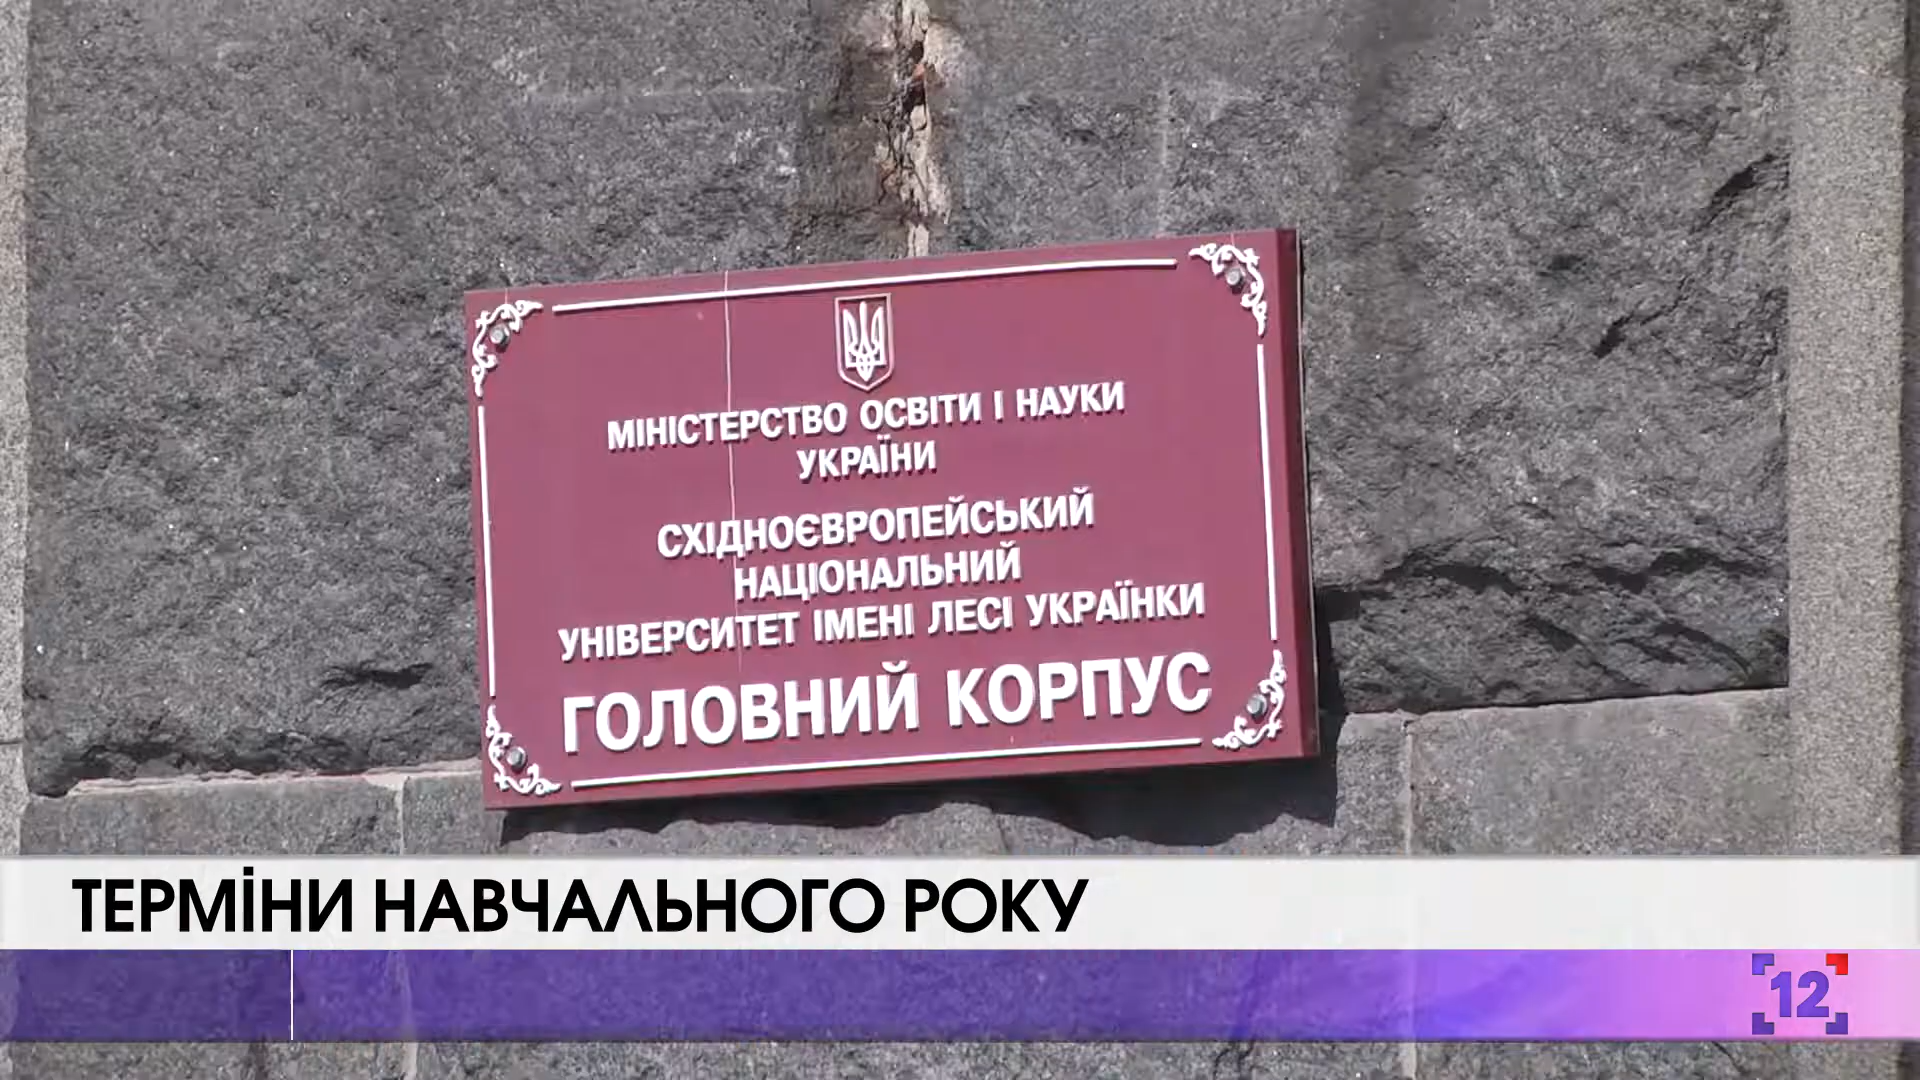 МІНІСТЕРСТВО ОСВІТИ І НАУКИ
УКРАЇНИ
СХІДНОЄВРОПЕЙСЬКИЙ
НАЦІОНАЛЬНИЙ
УНІВЕРСИТЕТ ІМЕНІ ЛЕСІ УКРАЇНКИ
ГОЛОВНИЙ КОРПУС
ТЕРМіНИ НАВЧАЛЬНОГО РОКУ
12